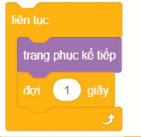 liên tục
trang phục kế tiếp
đợi 1 giây